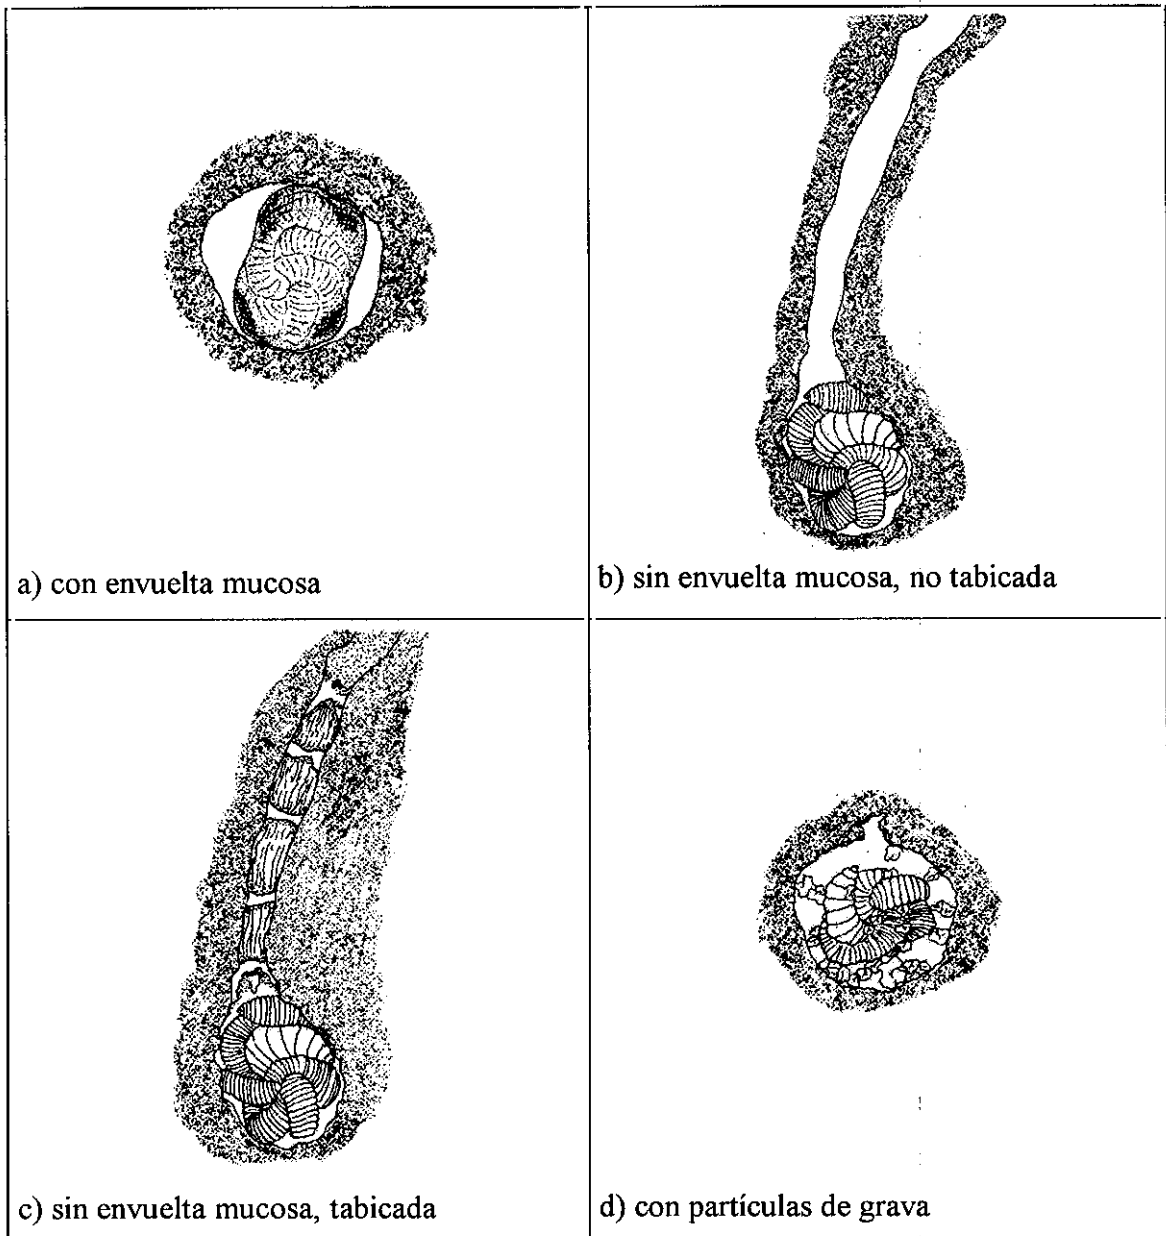 a) con envuelta mucosa
b) sin envuelta mucosa, no tabicada
c) sin envuelta mucosa, tabicada
d) con partículas de grava